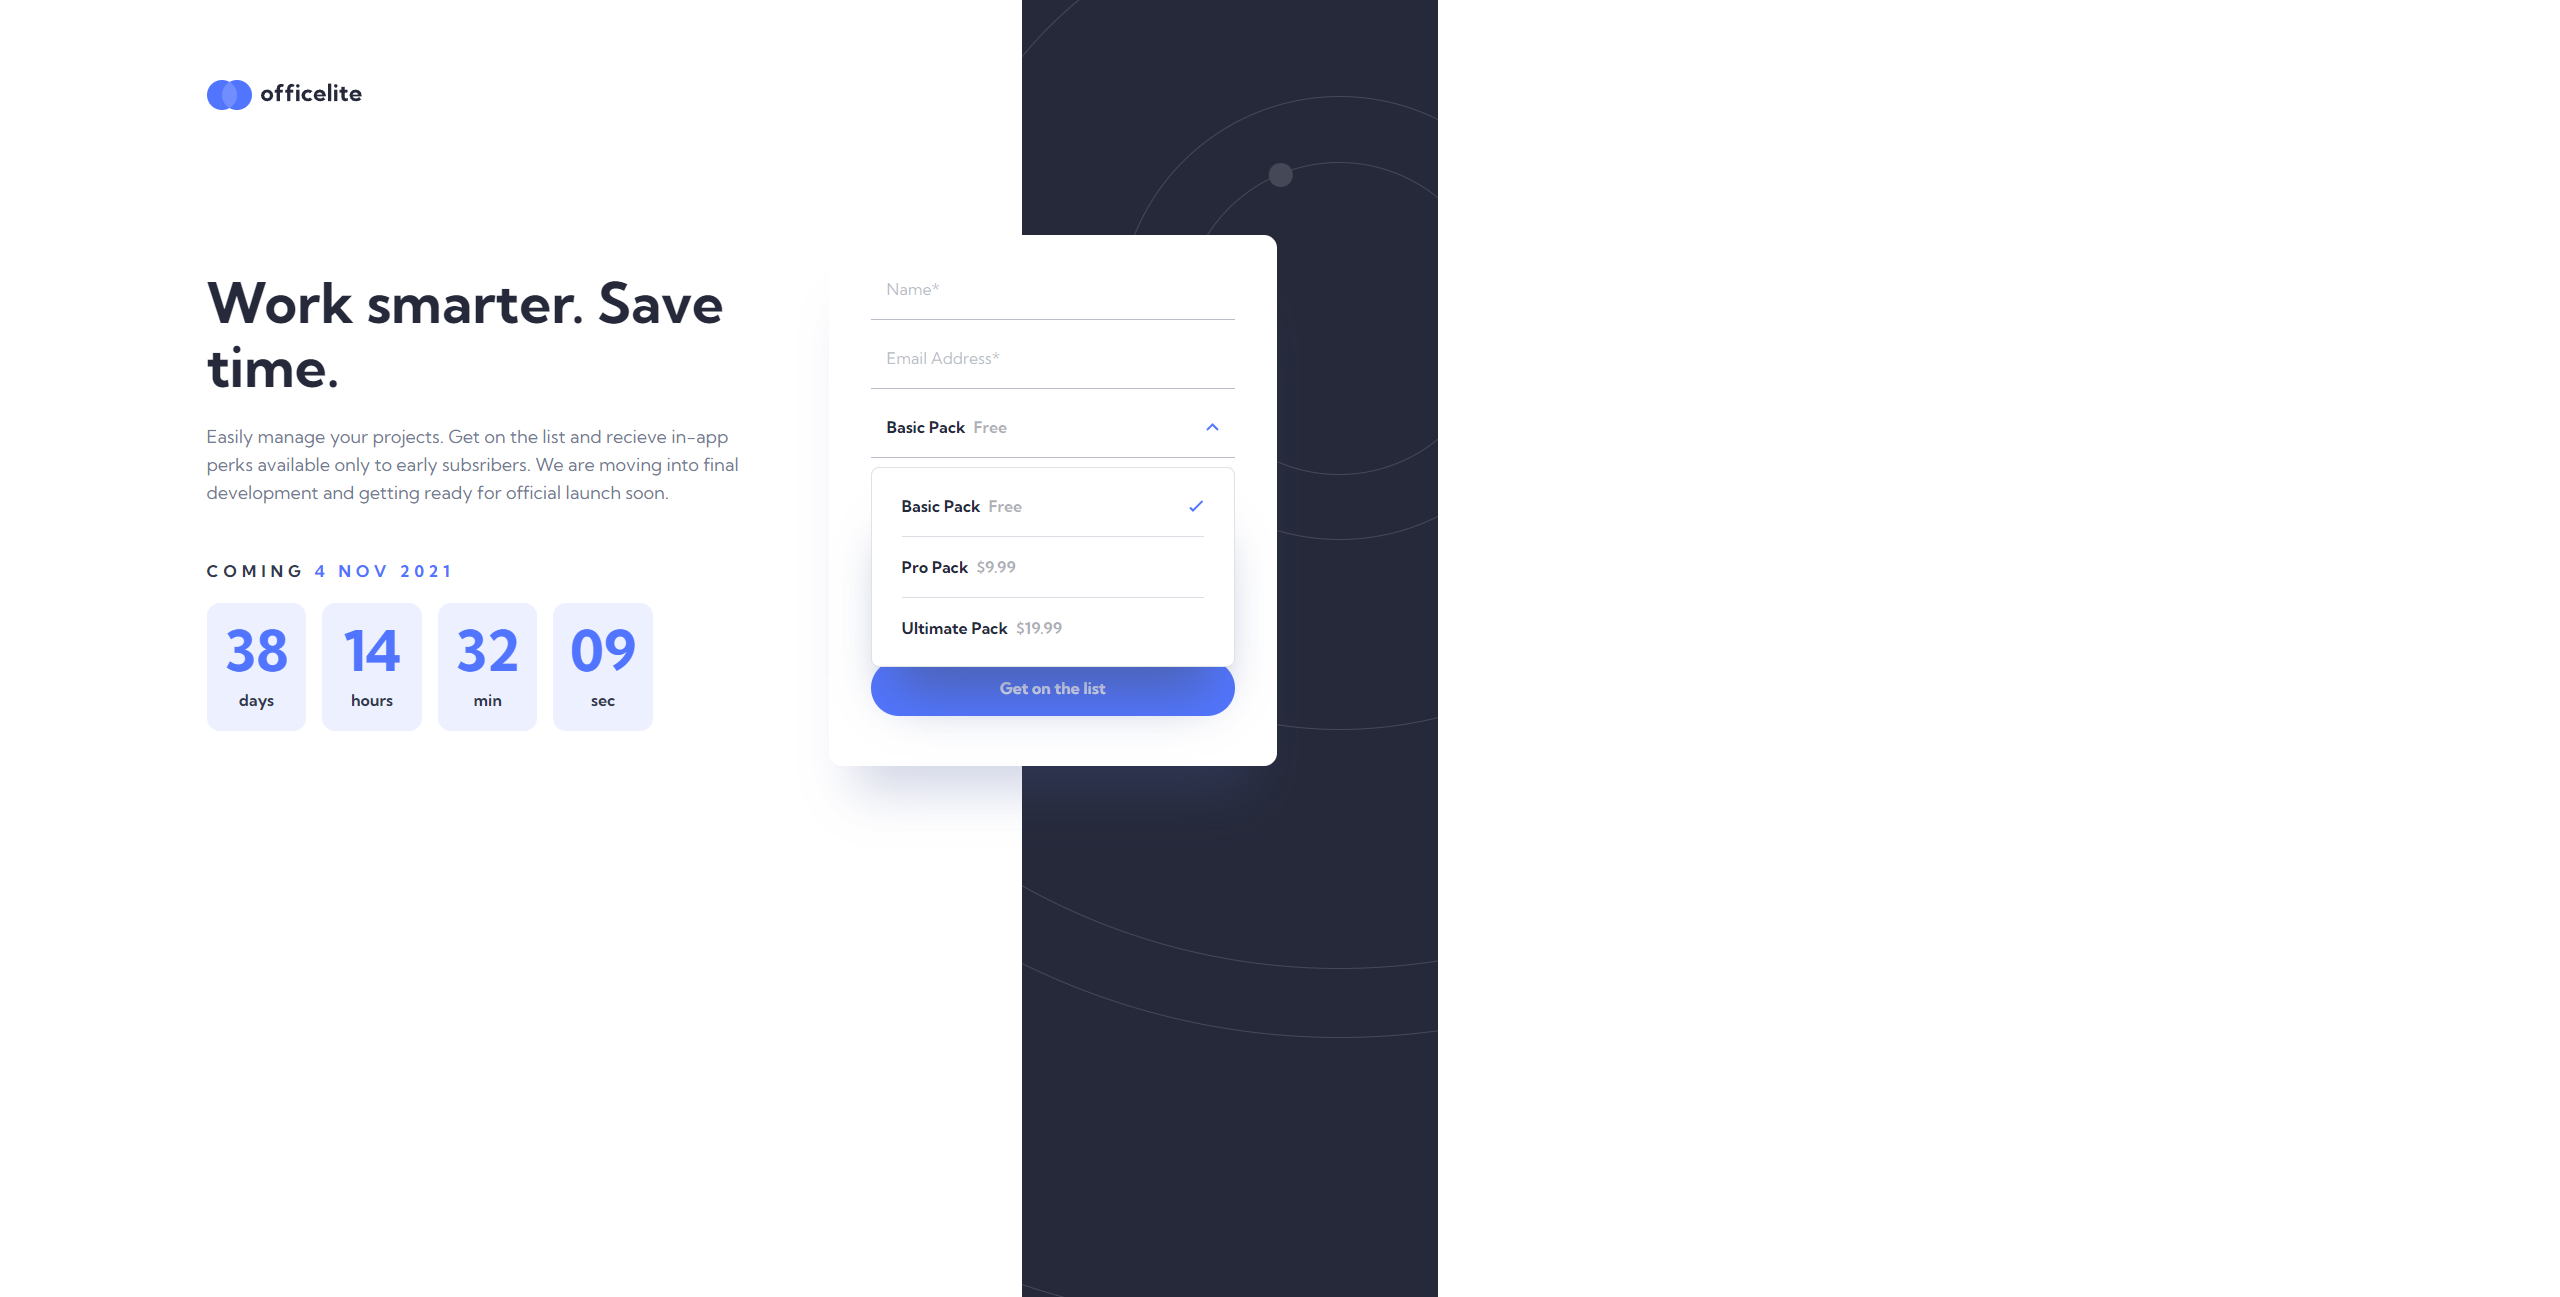 officelite
Work smarter. Save
time.
Easily manage your projects. Get on the list and recieve in-app
perks available only to early subsribers. We are moving into final
development and getting ready for official launch soon.
COMING 4 NOV 2021
38 14 32 09
days hours min sec
Name*
Email Address*
Basic Pack Free
Basic Pack Free
Pro Pack $9.99
Ultimate Pack $19.99
Get on the list